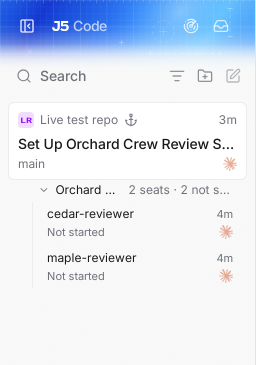 J5 Code
Search
LR Live test repo 3m
Set Up Orchard Crew Review S...
main
Orchard ... 2 seats · 2 not s...
cedar-reviewer 4m
Not started
maple-reviewer 4m
Not started